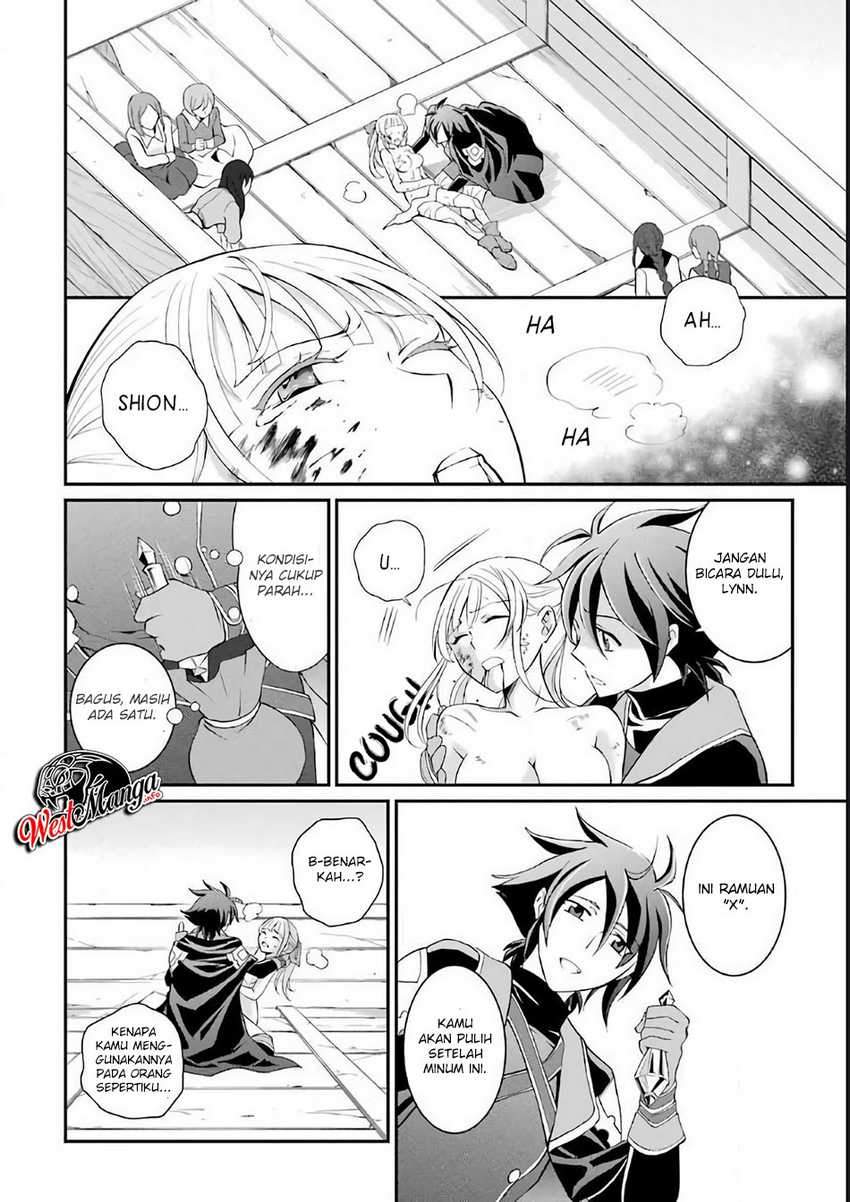 AH...
HA
HA
SHION...
JANGAN
BICARA DULU,
LYNN.
U...
COUGH
KONDISI-
NYA CUKUP
PARAH...
BAGUS, MASIH
ADA SATU.
WestManga
.INFO
INI RAMUAN
"X".
KAMU
AKAN PULIH
SETELAH
MINUM INI.
B-BENAR-
KAH...?
KENAPA
KAMU MENG-
GUNAKANNYA
PADA ORANG
SEPERTIKU...